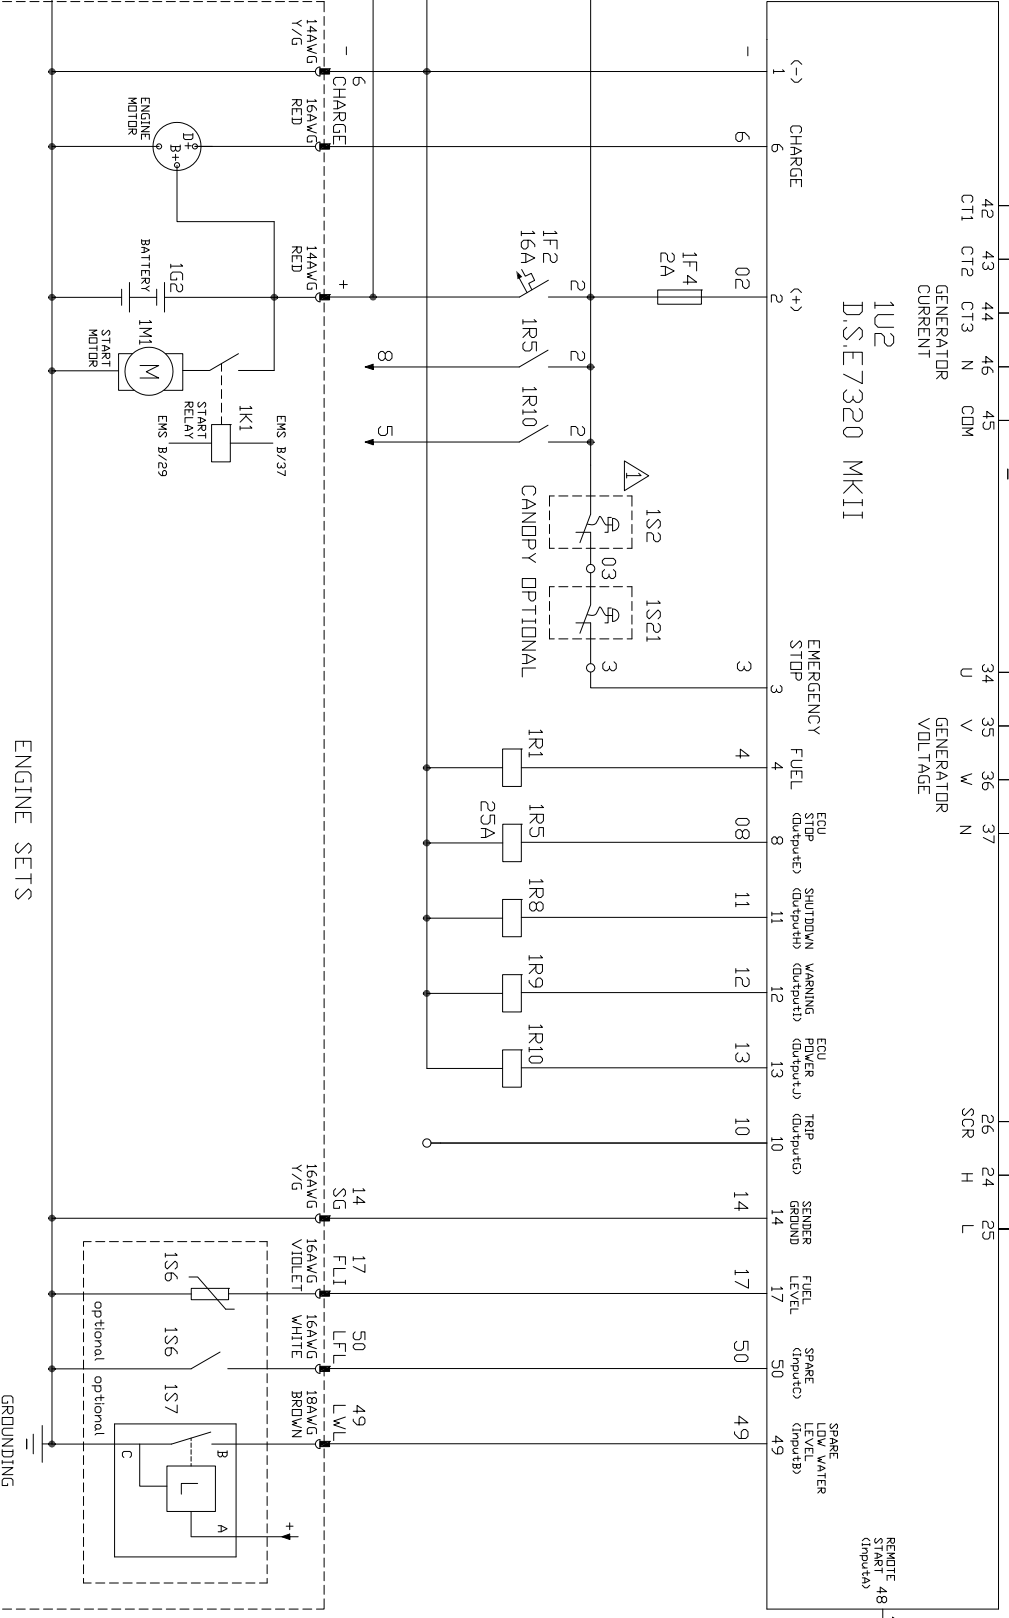 42 43 44 46 45
CT1 CT2 CT3 N COM
GENERATOR
CURRENT
34 35 36 37
U V W N
GENERATOR
VOLTAGE
26 24 25
SCR H L
1U2
D.S.E7320 MKII
REMOTE
START 48
(InputA)
(-)
1
-
CHARGE
6
6
(+)
2
02
EMERGENCY
STOP
3
3
FUEL
4
4
ECU
STOP
(OutputE)
8
08
SHUTDOWN
(OutputH)
11
11
WARNING
(OutputI)
12
12
ECU
POWER
(OutputJ)
13
13
TRIP
(OutputG)
10
10
SENDER
GROUND
14
14
FUEL
LEVEL
17
17
SPARE
(InputC)
50
50
SPARE
LOW WATER
LEVEL
(InputB)
49
49
1F4
2A
1F2
16A
2
1R5
2
8
1R10
2
5
1
1S2
03
1S21
3
CANOPY OPTIONAL
1R1
1R5
25A
1R8
1R9
1R10
-
14AWG
Y/G
6
CHARGE
16AWG
RED
+
14AWG
RED
14
SG
16AWG
Y/G
17
FLI
16AWG
VIOLET
50
LFL
16AWG
WHITE
49
LWL
18AWG
BROWN
D+
B+
ENGINE
MOTOR
1G2
BATTERY
1M1
M
START
MOTOR
1K1
START
RELAY
EMS B/37
EMS B/29
1S6
optional
1S6
optional
1S7
B
C
L
A
+
ENGINE SETS
GROUNDING